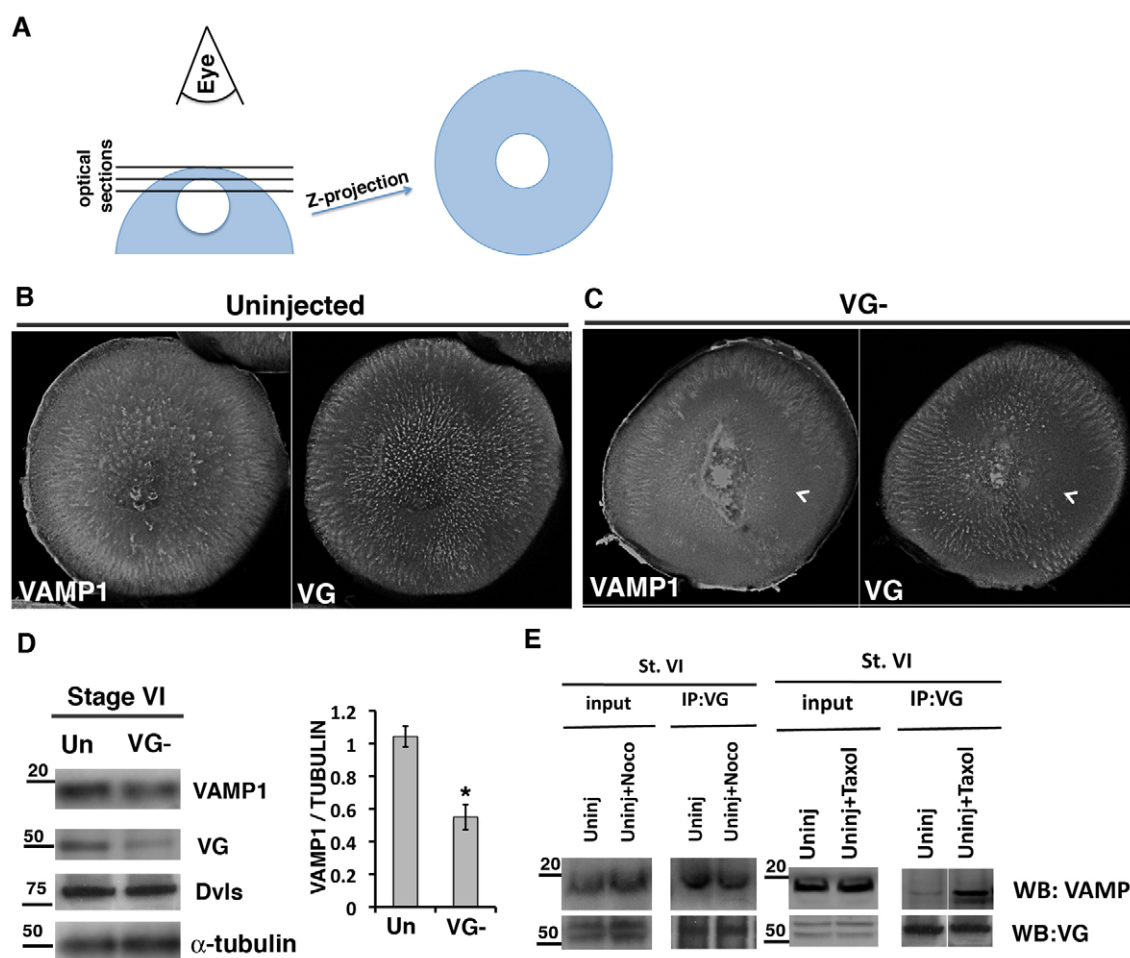 A
Eye
optical
sections
Z-projection
B
Uninjected
VAMP1
VG
C
VG-
VAMP1
VG
D
Stage VI
Un VG-
20
VAMP1
50
VG
75
Dvls
50
α-tubulin
VAMP1 / TUBULIN
1.2
1
0.8
0.6
0.4
0.2
0
*
Un VG-
E
St. VI
input IP:VG
Uninj
Uninj+Noco
Uninj
Uninj+Noco
20
50
St. VI
input IP:VG
Uninj
Uninj+Taxol
Uninj
Uninj+Taxol
20
WB: VAMP
50
WB:VG